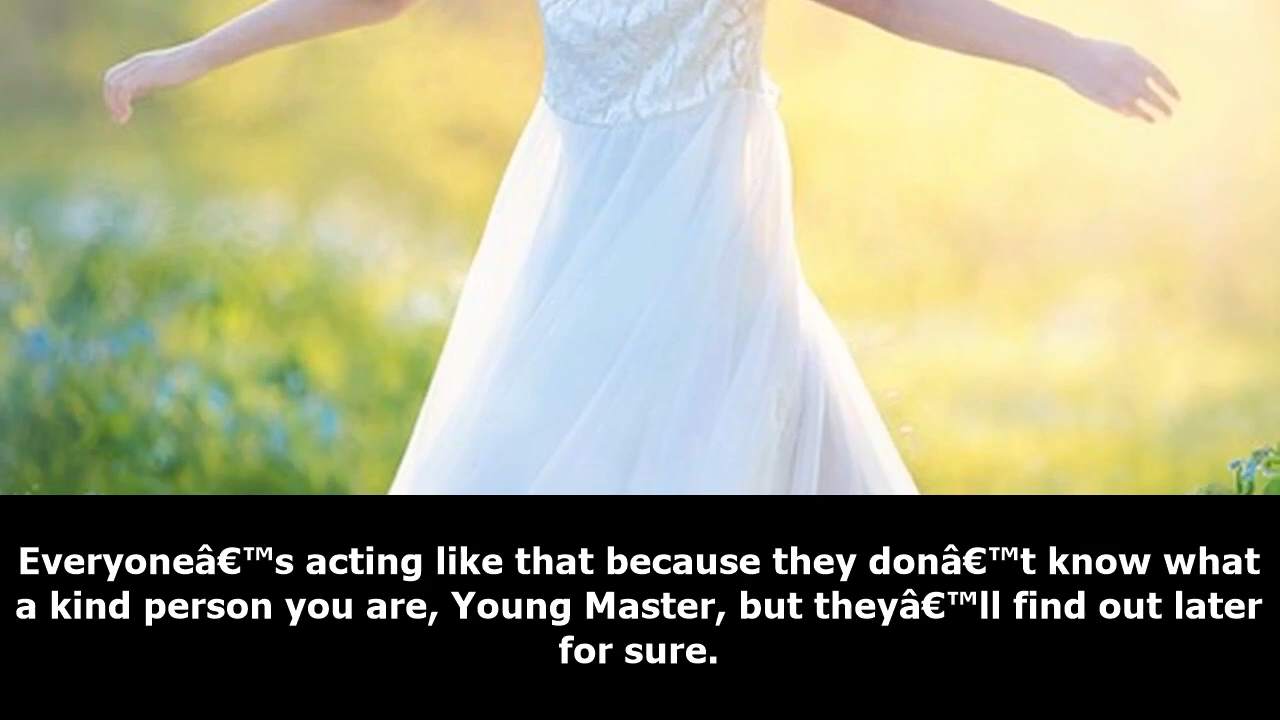 Everyoneâ€™s acting like that because they donâ€™t know what
a kind person you are, Young Master, but theyâ€™ll find out later
for sure.